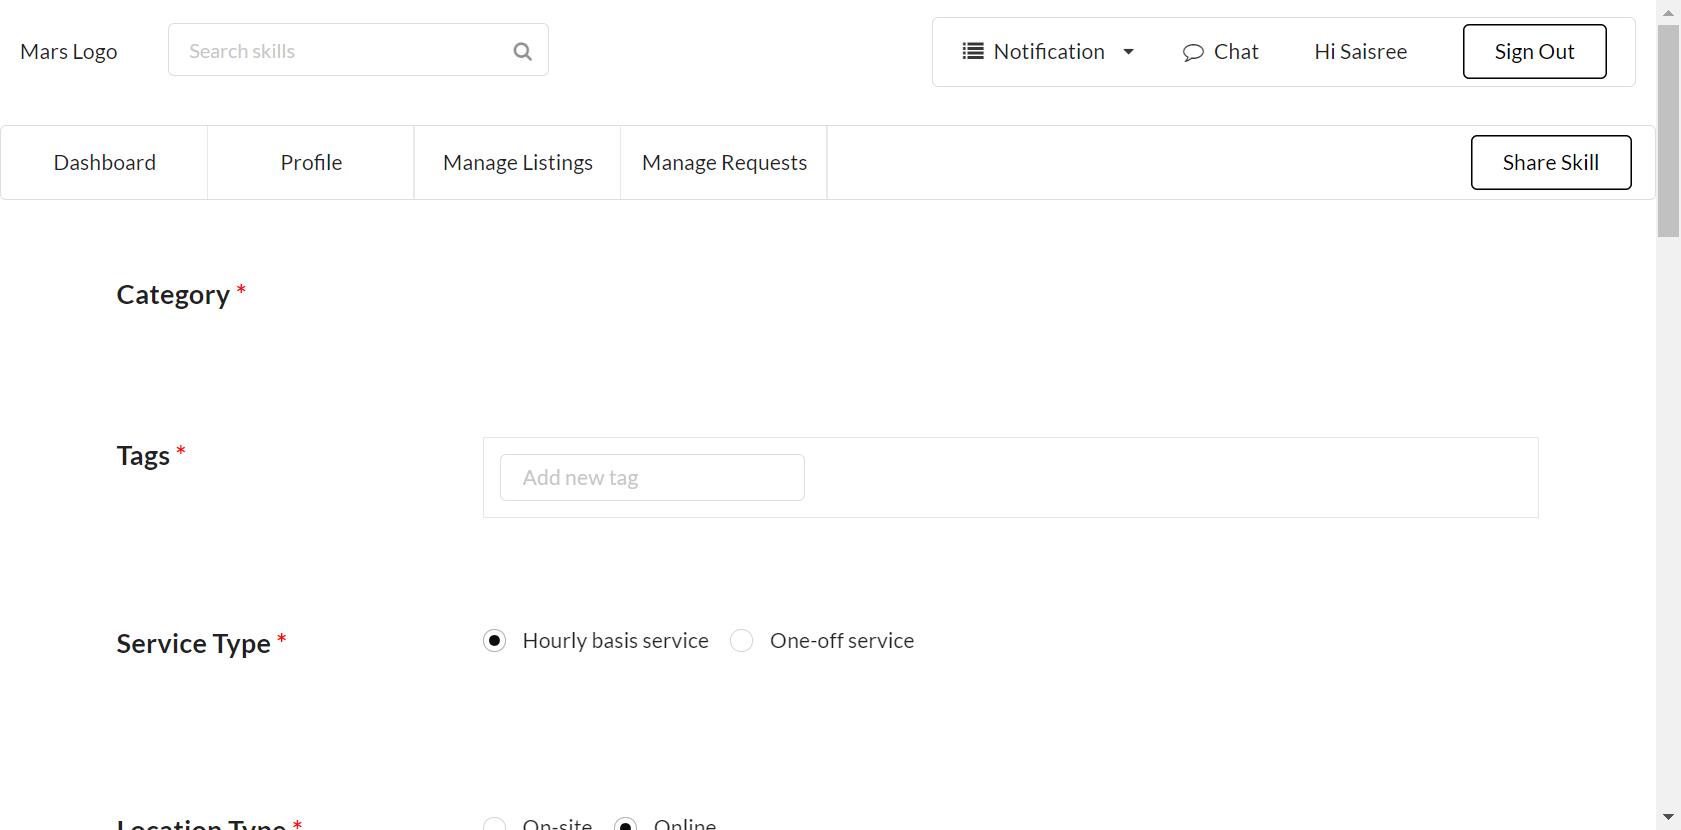 Mars Logo
Search skills
Notification
Chat
Hi Saisree
Sign Out
Dashboard
Profile
Manage Listings
Manage Requests
Share Skill
Category *
Tags *
Add new tag
Service Type *
Hourly basis service
One-off service
Location Type *
On-site
Online